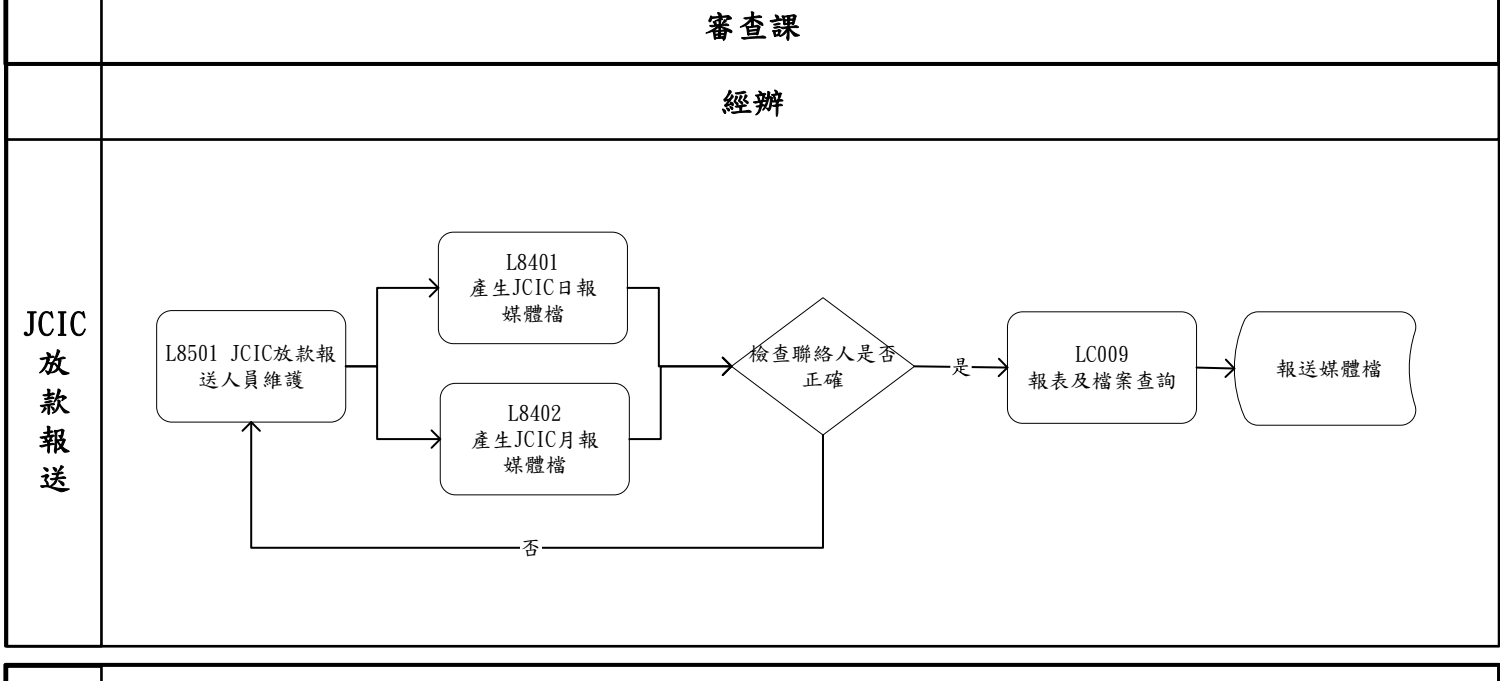 審查課
經辦
JCIC
放
款
報
送
L8501 JCIC放款報
送人員維護
L8401
產生JCIC日報
媒體檔
L8402
產生JCIC月報
媒體檔
檢查聯絡人是否
正確
是
否
LC009
報表及檔案查詢
報送媒體檔